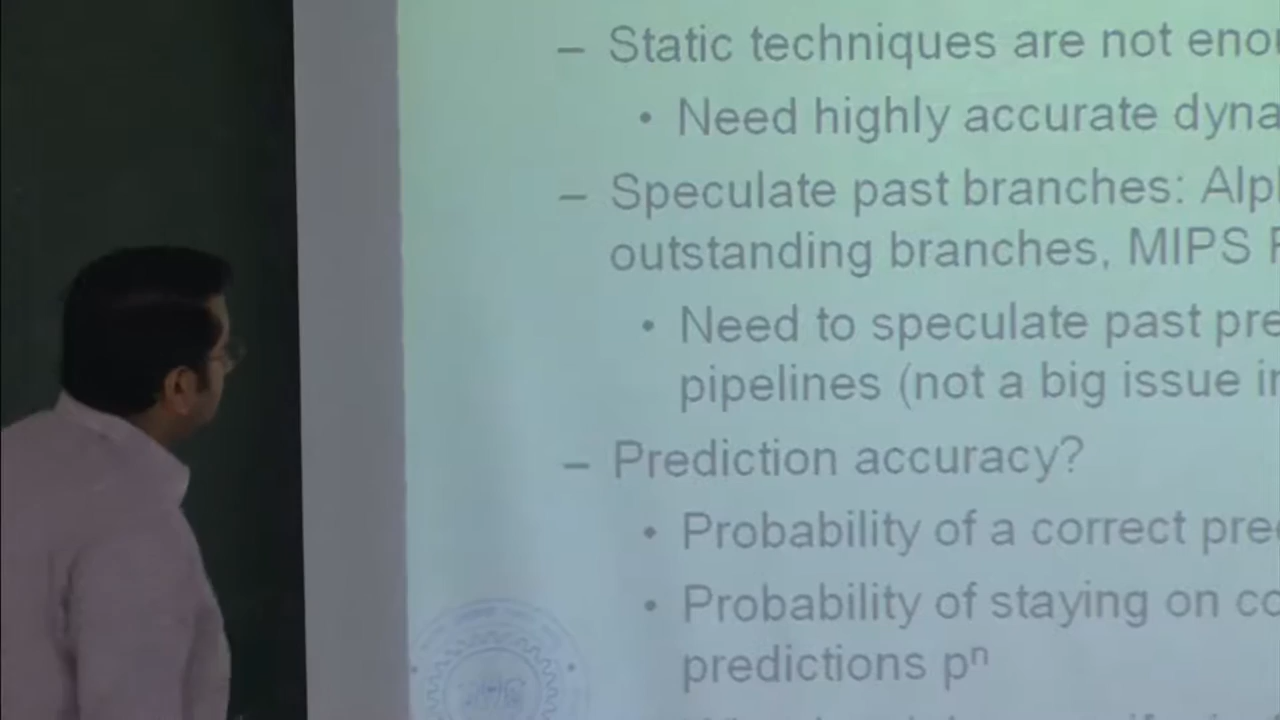 – Static techniques are not eno
• Need highly accurate dyna
– Speculate past branches: Alp
outstanding branches, MIPS
• Need to speculate past pre
pipelines (not a big issue in
– Prediction accuracy?
• Probability of a correct pre
• Probability of staying on co
predictions pⁿ